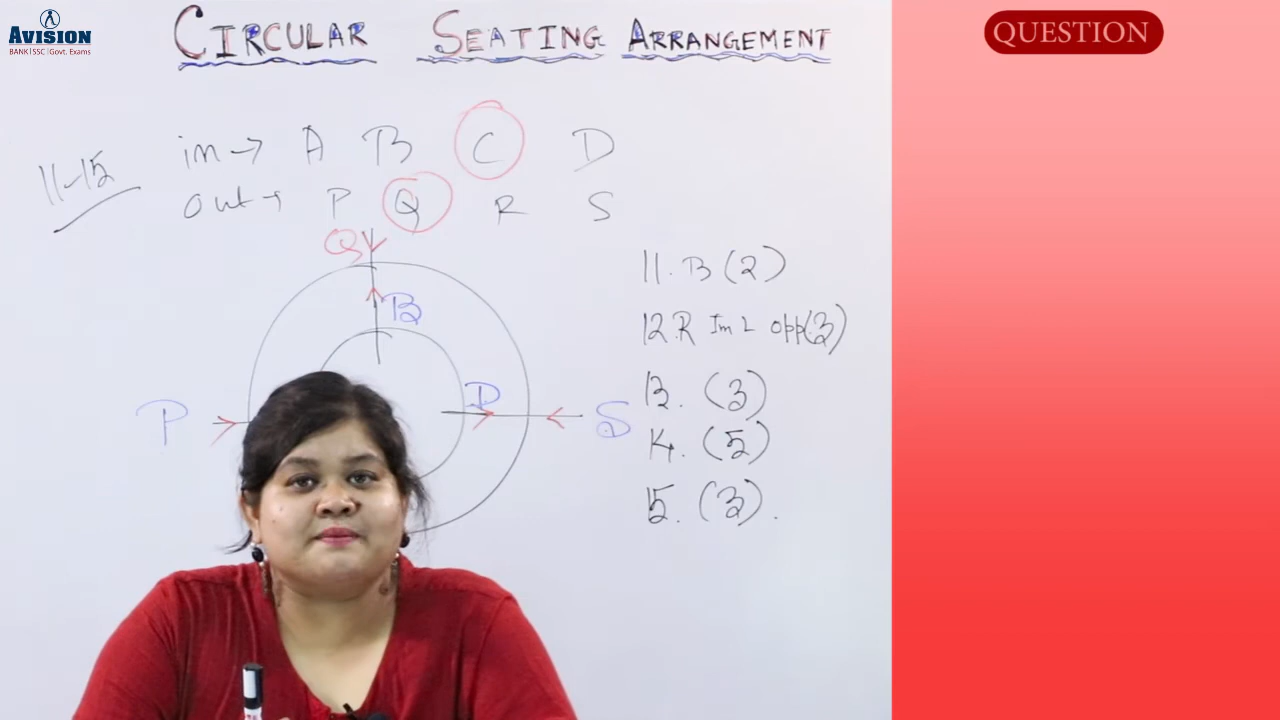 AVISION
BANK|SSC|Govt. Exams
CIRCULAR SEATING ARRANGEMENT
QUESTION
11-15
in→ A B C D
out→ P Q R S
Q
B
P
D
S
11. B (2)
12. R Im L opp (3)
13. (3)
14. (5)
15. (3).